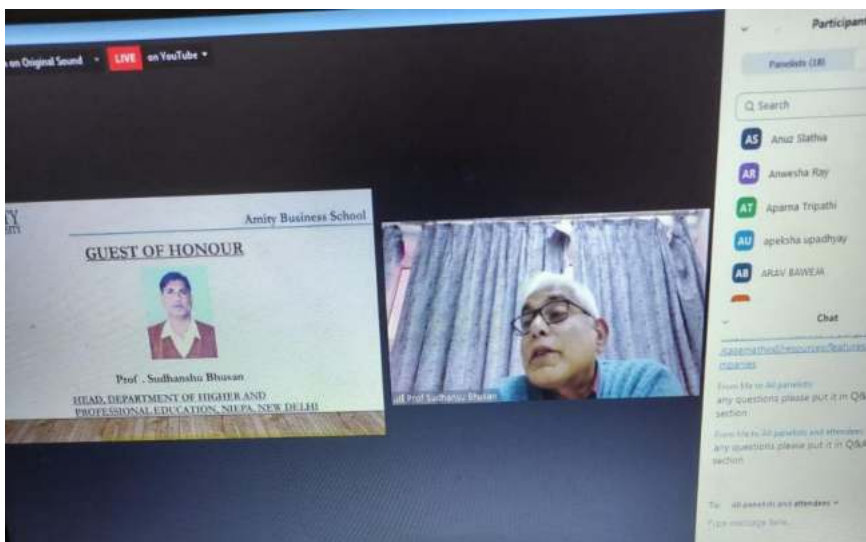 on Original Sound
LIVE on YouTube
Participant
Panelists (18)
Search
AS Anuz Slathia
AR Anwesha Ray
AT Aparna Tripathi
AU apeksha upadhyay
AB ARAV BAWEJA
Amity Business School
GUEST OF HONOUR
Prof . Sudhanshu Bhusan
HEAD, DEPARTMENT OF HIGHER AND
PROFESSIONAL EDUCATION, NIEPA, NEW DELHI
Prof Sudhansu Bhusan
Chat
mpanies
From Me to All panelists
any questions please put it in Q&A
section
From Me to All panelists and attendees
any questions please put it in Q&A
section
To: All panelists and attendees
Type message here...